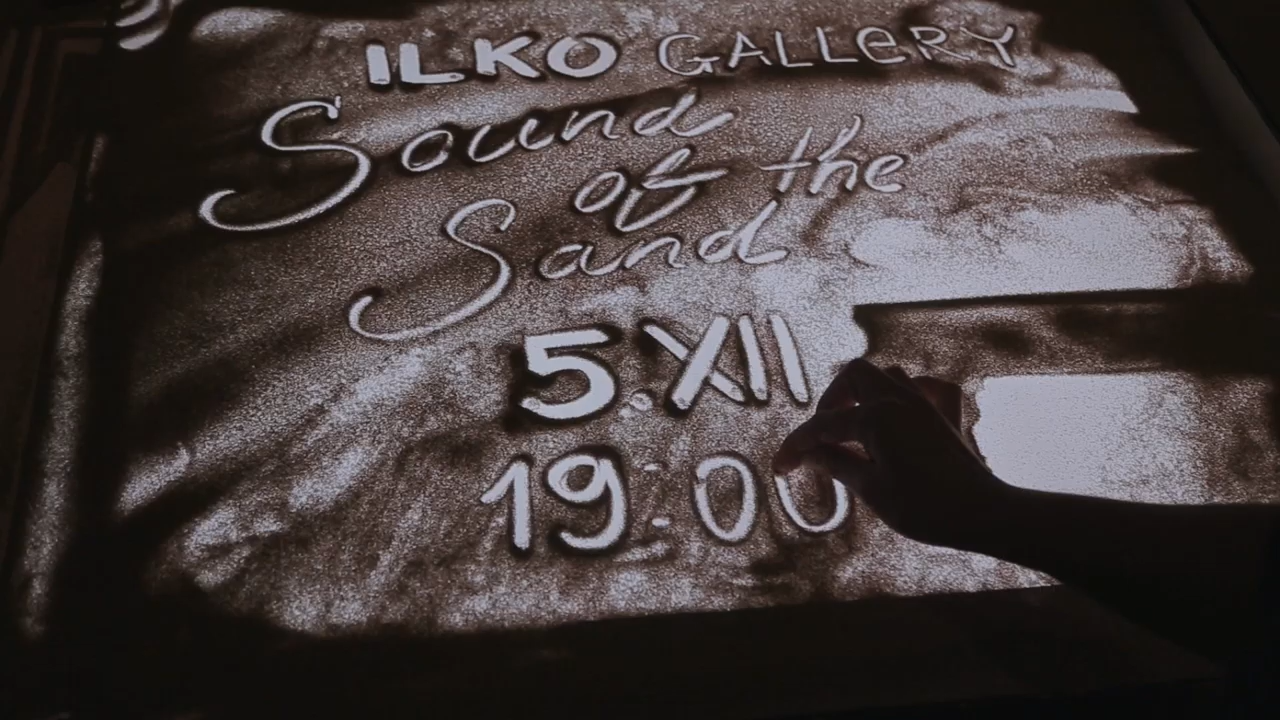 ILKO GALLERY
Sound
of the
Sand
5.XII
19:00